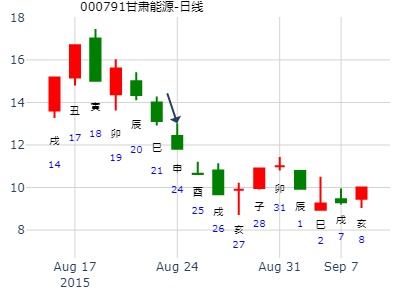 000791甘肃能源-日线
18
16
14
12
10
8
戌
14
丑
17
寅
18
卯
19
辰
20
巳
21
申
24
酉
25
戌
26
亥
27
子
28
卯
31
辰
1
巳
2
戌
7
亥
8
Aug 17
2015
Aug 24
Aug 31
Sep 7